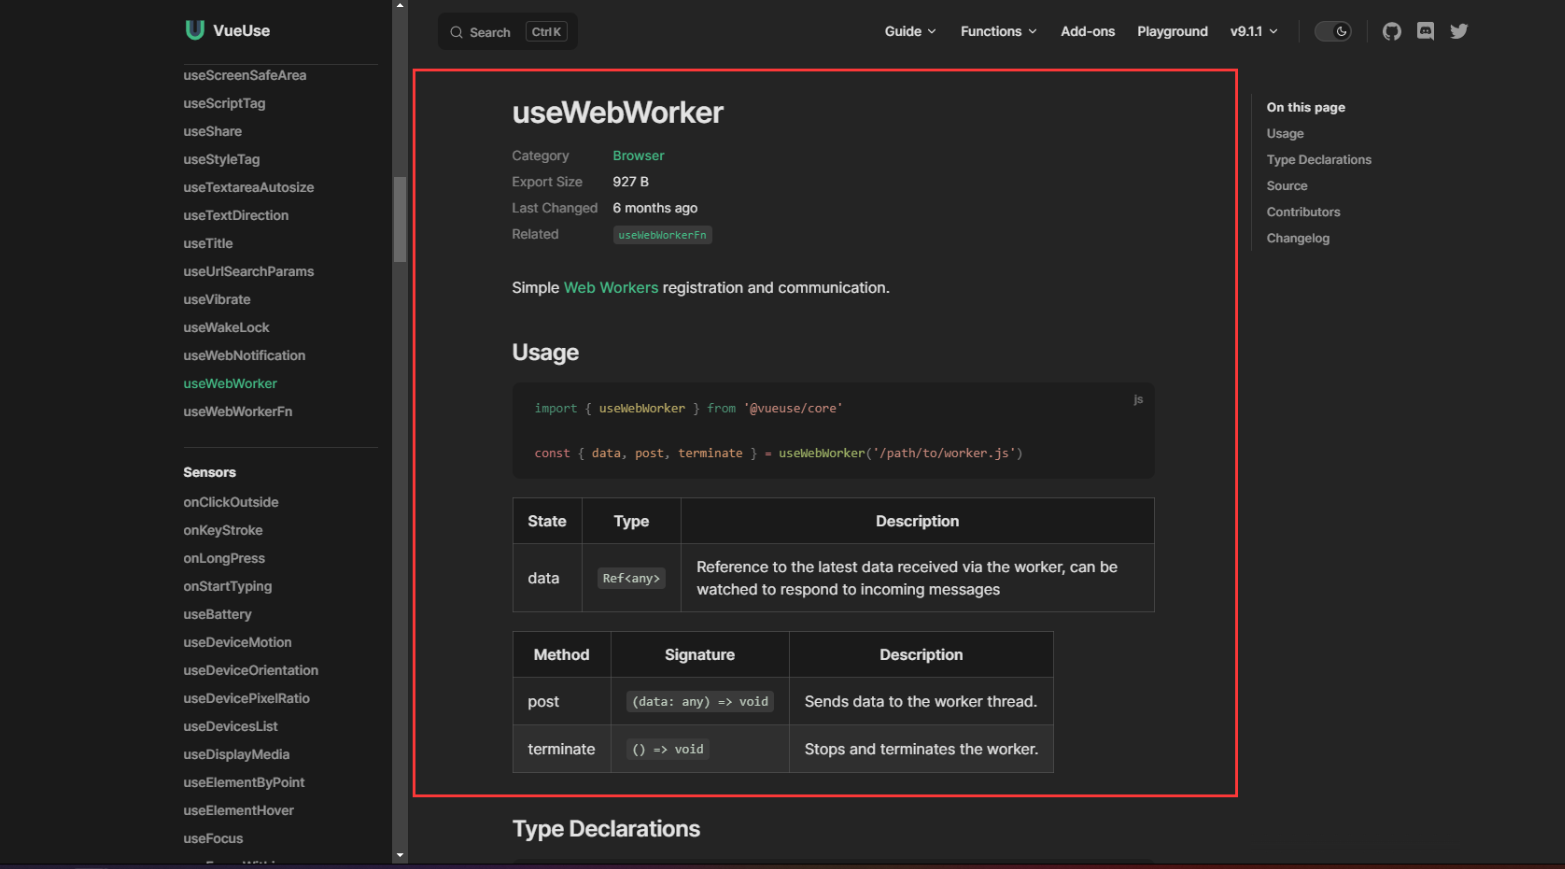 VueUse
Search Ctrl K
Guide
Functions
Add-ons
Playground
v9.1.1
useScreenSafeArea
useScriptTag
useShare
useStyleTag
useTextareaAutosize
useTextDirection
useTitle
useUrlSearchParams
useVibrate
useWakeLock
useWebNotification
useWebWorker
useWebWorkerFn
Sensors
onClickOutside
onKeyStroke
onLongPress
onStartTyping
useBattery
useDeviceMotion
useDeviceOrientation
useDevicePixelRatio
useDevicesList
useDisplayMedia
useElementByPoint
useElementHover
useFocus
useWebWorker
Category Browser
Export Size 927 B
Last Changed 6 months ago
Related useWebWorkerFn
Simple Web Workers registration and communication.
Usage
js
import { useWebWorker } from '@vueuse/core'
const { data, post, terminate } = useWebWorker('/path/to/worker.js')
State Type Description
data Ref<any> Reference to the latest data received via the worker, can be
watched to respond to incoming messages
Method Signature Description
post (data: any) => void Sends data to the worker thread.
terminate () => void Stops and terminates the worker.
Type Declarations
On this page
Usage
Type Declarations
Source
Contributors
Changelog